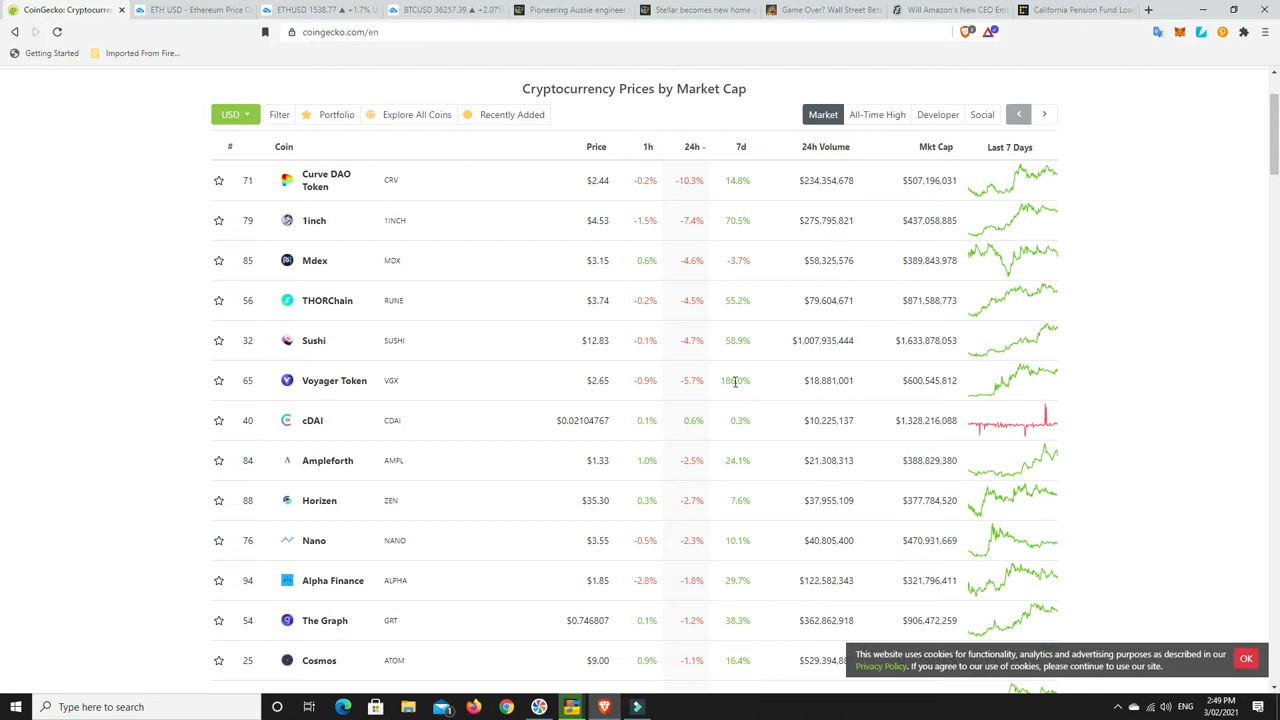 CoinGecko: Cryptocurrency
ETH USD - Ethereum Price C
ETHUSD 1538.77 ▲ +1.7% U
BTCUSD 36257.39 ▲ +2.07%
Pioneering Aussie engineer
Stellar becomes new home
Game Over? Wall Street Bets
Will Amazon's New CEO Emb
California Pension Fund Load
coingecko.com/en
Getting Started
Imported From Fire...
Cryptocurrency Prices by Market Cap
USD Filter Portfolio Explore All Coins Recently Added Market All-Time High Developer Social
# Coin Price 1h 24h 7d 24h Volume Mkt Cap Last 7 Days
71 Curve DAO Token CRV $2.44 -0.2% -10.3% 14.8% $234,354,678 $507,196,031
79 1inch 1INCH $4.53 -1.5% -7.4% 70.5% $275,795,821 $437,058,885
85 Mdex MDX $3.15 0.6% -4.6% -3.7% $58,325,576 $389,843,978
56 THORChain RUNE $3.74 -0.2% -4.5% 55.2% $79,604,671 $871,588,773
32 Sushi SUSHI $12.83 -0.1% -4.7% 58.9% $1,007,935,444 $1,633,878,053
65 Voyager Token VGX $2.65 -0.9% -5.7% $18,881,001 $600,545,812
40 cDAI CDAI $0.02104767 0.1% 0.6% 0.3% $10,225,137 $1,328,216,088
84 Ampleforth AMPL $1.33 1.0% -2.5% 24.1% $21,308,313 $388,829,380
88 Horizen ZEN $35.30 0.3% -2.7% 7.6% $37,955,109 $377,784,520
76 Nano NANO $3.55 -0.5% -2.3% 10.1% $40,805,400 $470,931,669
94 Alpha Finance ALPHA $1.85 -2.8% -1.8% 29.7% $122,582,343 $321,796,411
54 The Graph GRT $0.746807 0.1% -1.2% 38.3% $362,862,918 $906,472,259
25 Cosmos ATOM $9.00 0.9% -1.1% 16.4%
This website uses cookies for functionality, analytics and advertising purposes as described in our
Privacy Policy. If you agree to our use of cookies, please continue to use our site.
OK
Type here to search
ENG
2:49 PM
3/02/2021